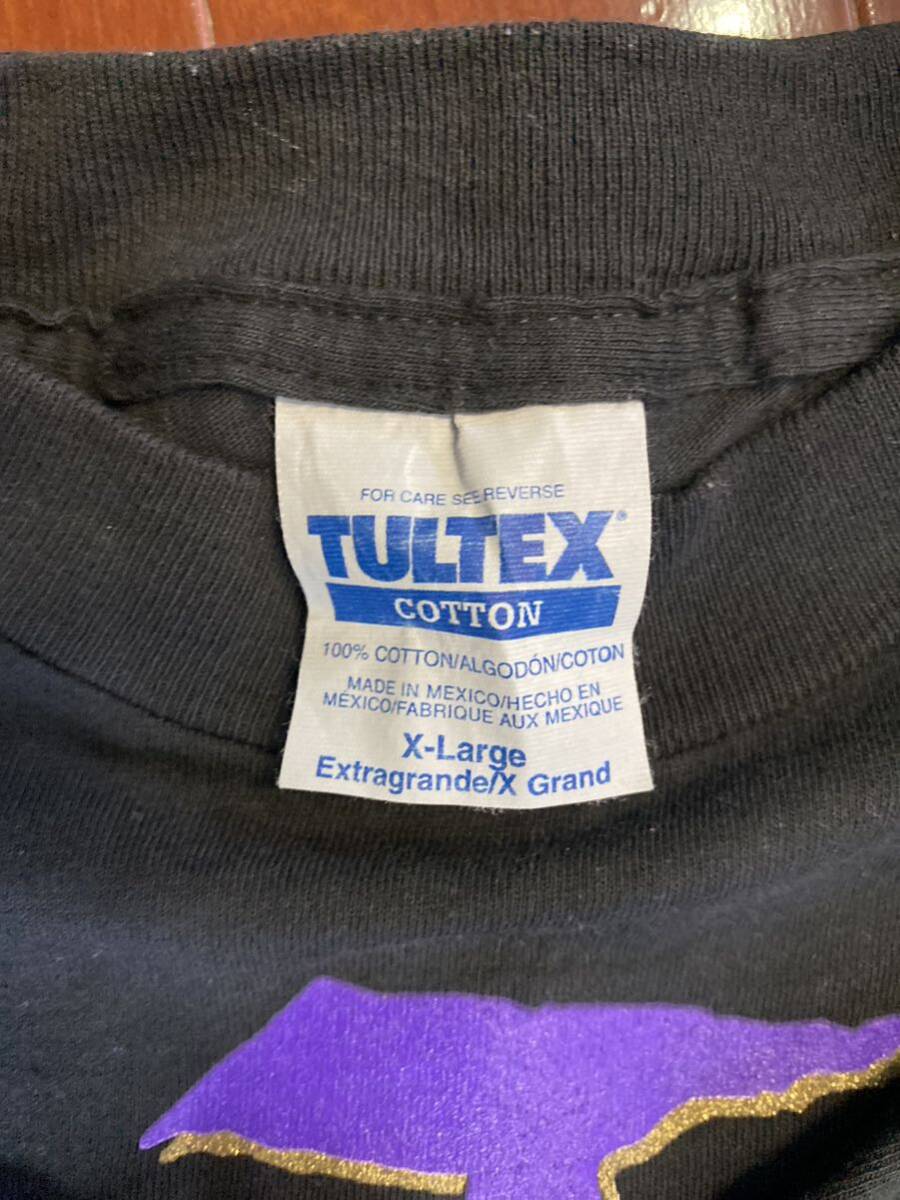 FOR CARE SEE REVERSE
TULTEX®
COTTON
100% COTTON/ALGODÓN/COTON
MADE IN MEXICO/HECHO EN
MÉXICO/FABRIQUE AUX MEXIQUE
X-Large
Extragrande/X Grand